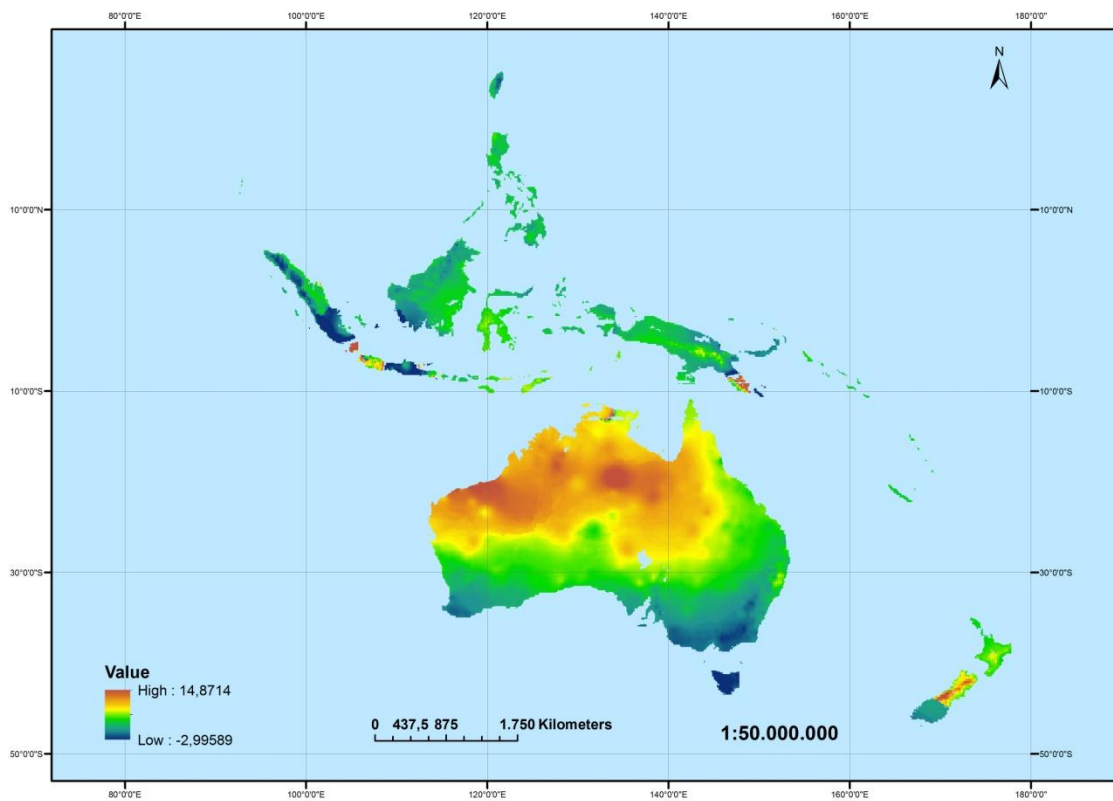 80°0'0"E 100°0'0"E 120°0'0"E 140°0'0"E 160°0'0"E 180°0'0"
N
10°0'0"N 10°0'0"N
10°0'0"S 10°0'0"S
30°0'0"S 30°0'0"S
Value
High : 14,8714
Low : -2,99589
0 437,5 875 1.750 Kilometers
1:50.000.000
50°0'0"S 50°0'0"S
80°0'0"E 100°0'0"E 120°0'0"E 140°0'0"E 160°0'0"E 180°0'0"